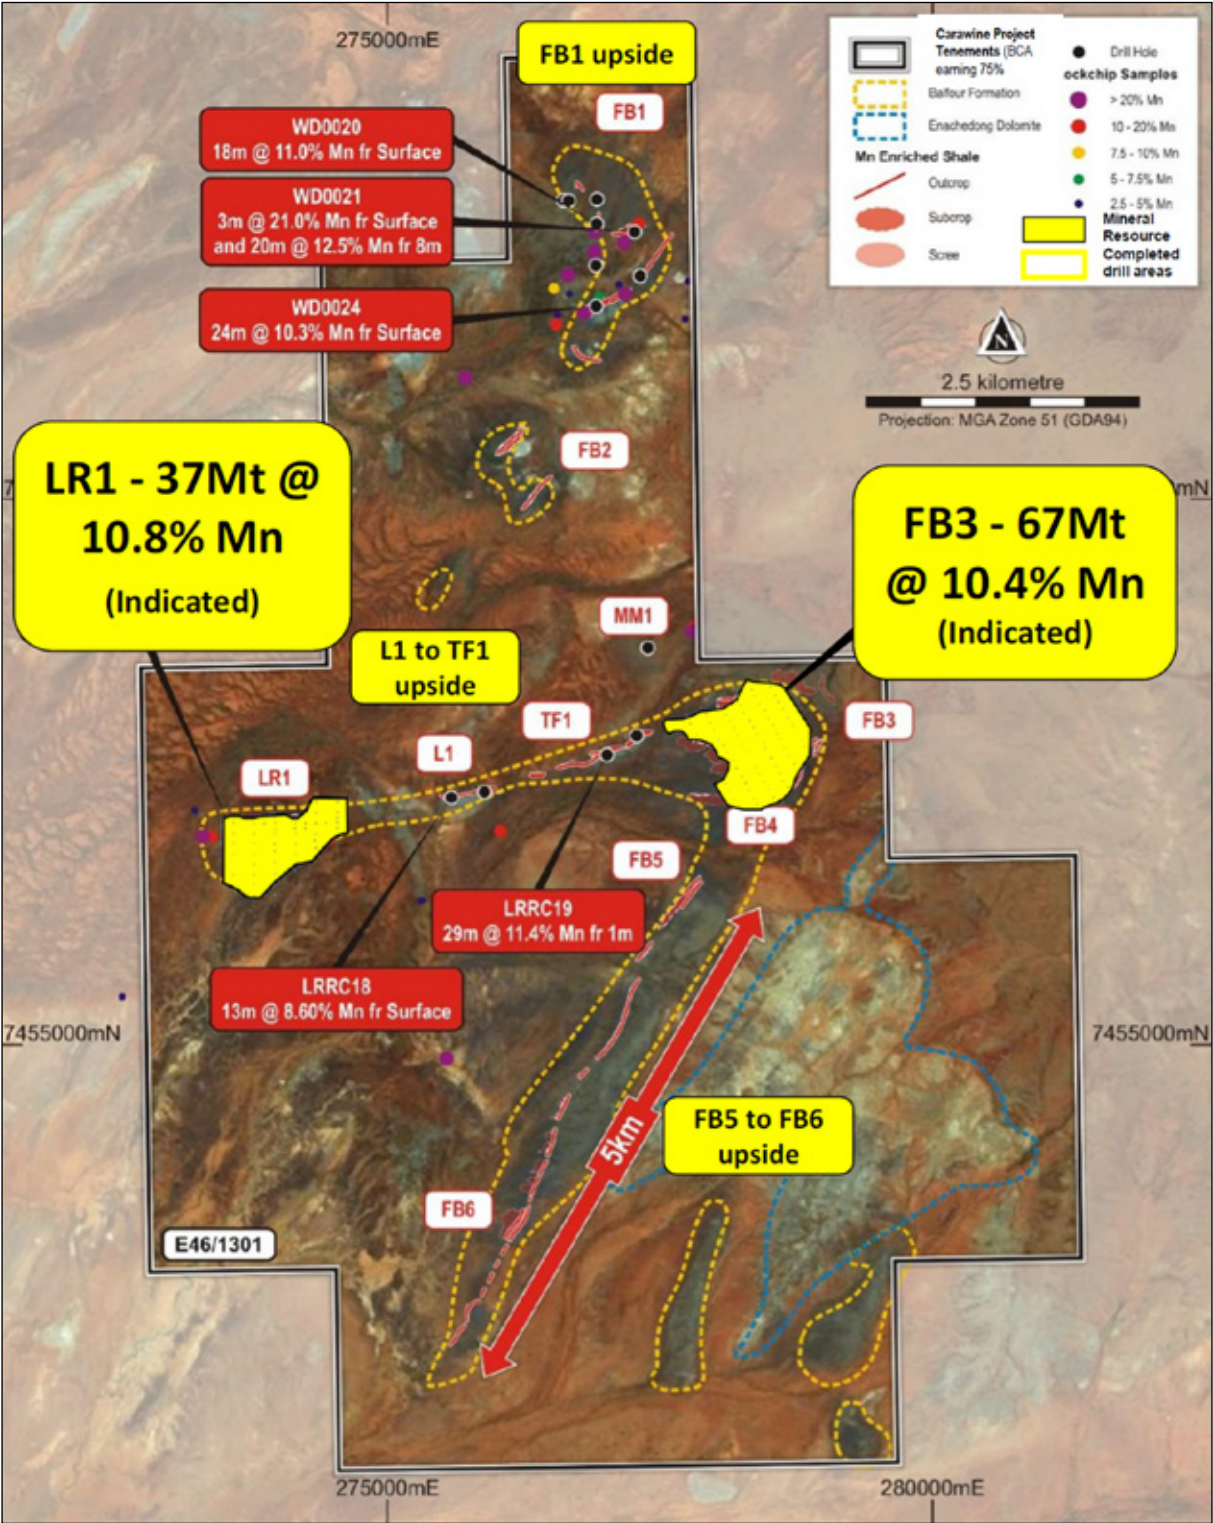 275000mE
FB1 upside
FB1
WD0020
18m @ 11.0% Mn fr Surface
WD0021
3m @ 21.0% Mn fr Surface
and 20m @ 12.5% Mn fr 8m
WD0024
24m @ 10.3% Mn fr Surface
Carawine Project
Tenements (BCA
earning 75%
Balfour Formation
Enachedong Dolomite
Mn Enriched Shale
Outcrop
Subcrop
Scree
Drill Hole
ockchip Samples
> 20% Mn
10 - 20% Mn
7.5 - 10% Mn
5 - 7.5% Mn
2.5 - 5% Mn
Mineral
Resource
Completed
drill areas
N
2.5 kilometre
Projection: MGA Zone 51 (GDA94)
FB2
7
mN
LR1 - 37Mt @
10.8% Mn
(Indicated)
FB3 - 67Mt
@ 10.4% Mn
(Indicated)
MM1
L1 to TF1
upside
TF1
FB3
L1
LR1
FB4
FB5
LRRC19
29m @ 11.4% Mn fr 1m
LRRC18
13m @ 8.60% Mn fr Surface
7455000mN
7455000mN
5km
FB5 to FB6
upside
FB6
E46/1301
275000mE
280000mE